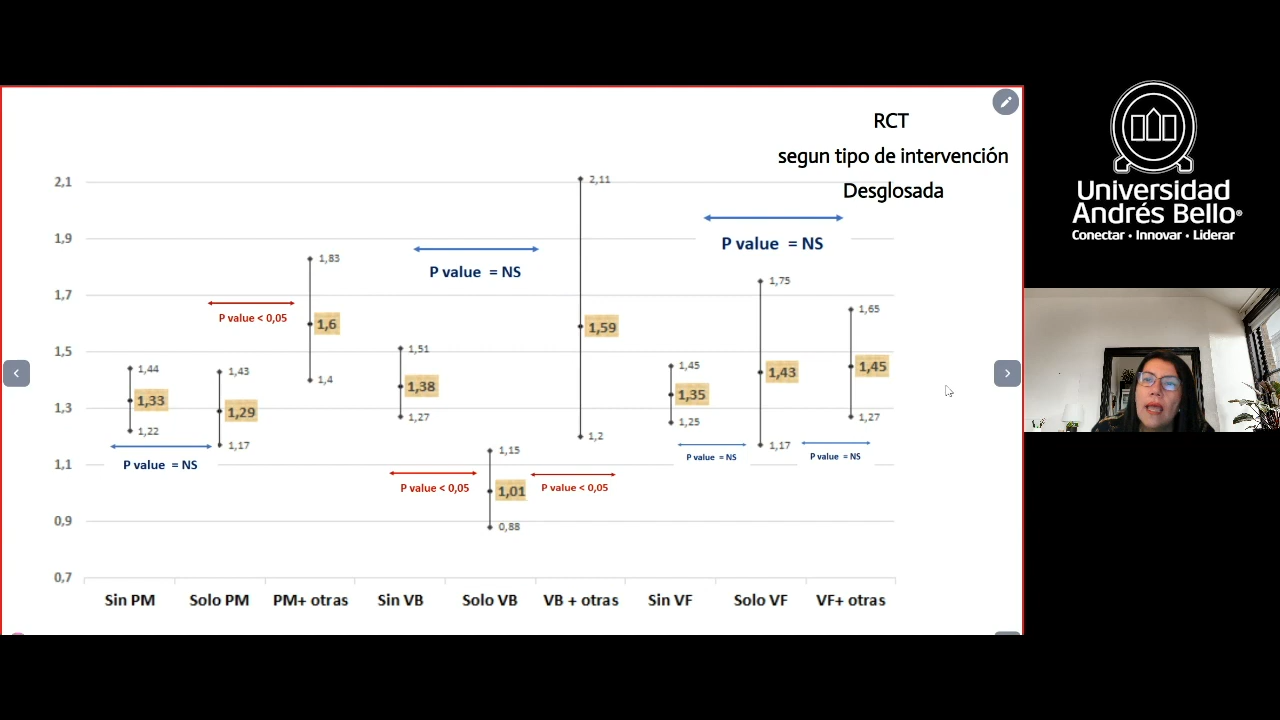 RCT
segun tipo de intervención
Desglosada
2,1
1,9
1,7
1,5
1,3
1,1
0,9
0,7
1,44
1,33
1,22
P value = NS
1,43
1,29
1,17
P value < 0,05
1,83
1,6
1,4
1,51
1,38
1,27
P value = NS
P value < 0,05
1,15
1,01
0,88
P value < 0,05
2,11
1,59
1,2
1,45
1,35
1,25
P value = NS
P value = NS
1,75
1,43
1,17
P value = NS
1,65
1,45
1,27
Sin PM
Solo PM
PM+ otras
Sin VB
Solo VB
VB + otras
Sin VF
Solo VF
VF+ otras
Universidad
Andrés Bello®
Conectar • Innovar • Liderar